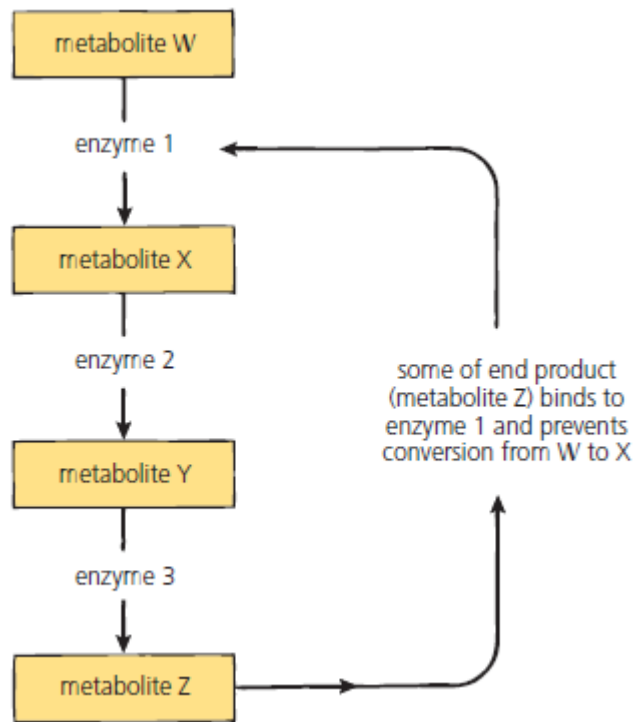 metabolite W
enzyme 1
metabolite X
enzyme 2
some of end product
(metabolite Z) binds to
enzyme 1 and prevents
conversion from W to X
metabolite Y
enzyme 3
metabolite Z